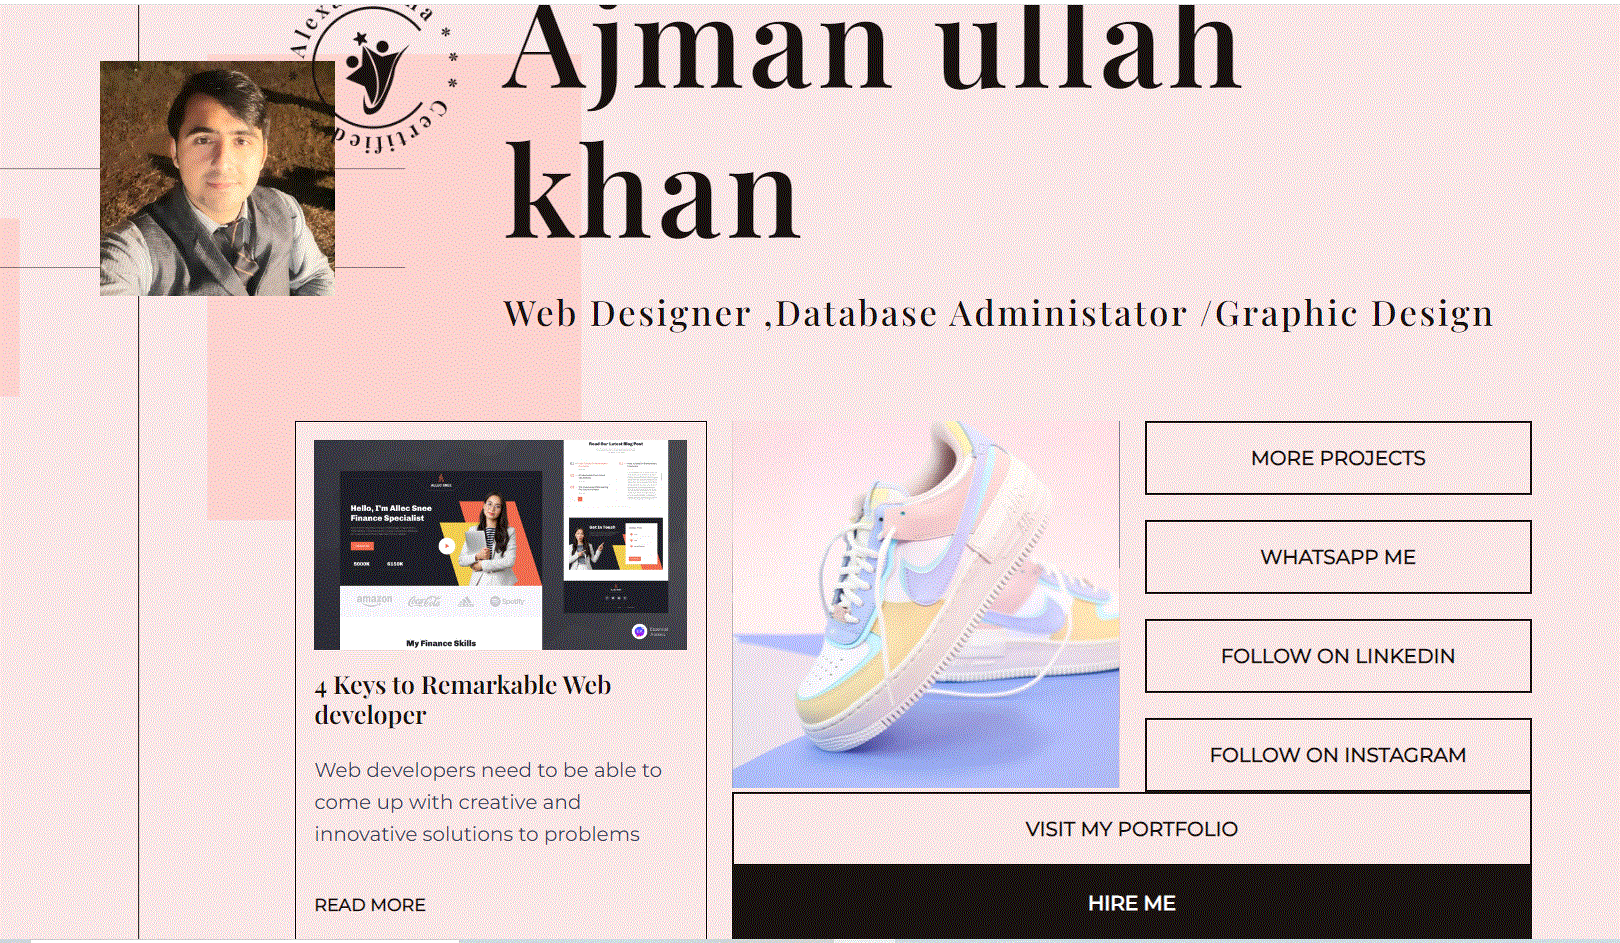 Certified
Ajman ullah
khan
Web Designer ,Database Administator /Graphic Design
Read Our Latest Blog Post
ALLEC SNEE
Hello, I'm Allec Snee
Finance Specialist
Get in Touch
amazon
Coca-Cola
adidas
Spotify
My Finance Skills
4 Keys to Remarkable Web
developer
Web developers need to be able to
come up with creative and
innovative solutions to problems
READ MORE
MORE PROJECTS
WHATSAPP ME
FOLLOW ON LINKEDIN
FOLLOW ON INSTAGRAM
VISIT MY PORTFOLIO
HIRE ME